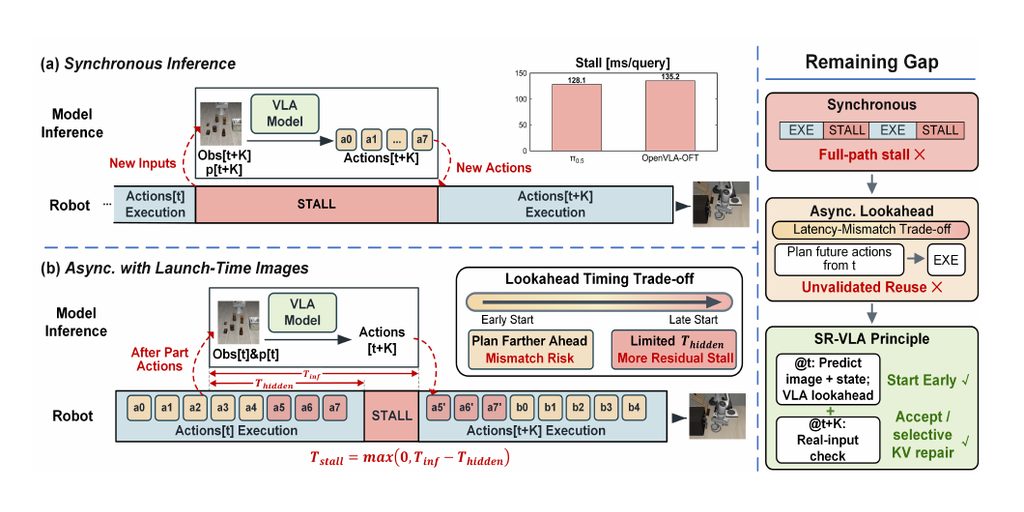 (a) Synchronous Inference
Model
Inference
VLA
Model
Obs[t+K]
p[t+K]
a0 a1 ... a7
Actions[t+K]
New Inputs
New Actions
Stall [ms/query]
150
100
50
0
128.1
135.2
π0.5
OpenVLA-OFT
Robot
...
Actions[t]
Execution
STALL
Actions[t+K]
Execution
(b) Async. with Launch-Time Images
Model
Inference
VLA
Model
Obs[t]&p[t]
Actions
[t+K]
After Part
Actions
T_inf
T_hidden
Lookahead Timing Trade-off
Early Start
Late Start
Plan Farther Ahead
Mismatch Risk
Limited T_hidden
More Residual Stall
Robot
a0 a1 a2 a3 a4 a5 a6 a7
Actions[t] Execution
STALL
a5' a6' a7' b0 b1 b2 b3 b4
Actions[t+K] Execution
T_stall = max(0, T_inf − T_hidden)
Remaining Gap
Synchronous
EXE STALL EXE STALL
Full-path stall ✕
Async. Lookahead
Latency-Mismatch Trade-off
Plan future actions
from t
EXE
Unvalidated Reuse ✕
SR-VLA Principle
@t: Predict
image + state;
VLA lookahead
Start Early √
+
@t+K:
Real-input
check
Accept /
selective
KV repair
√